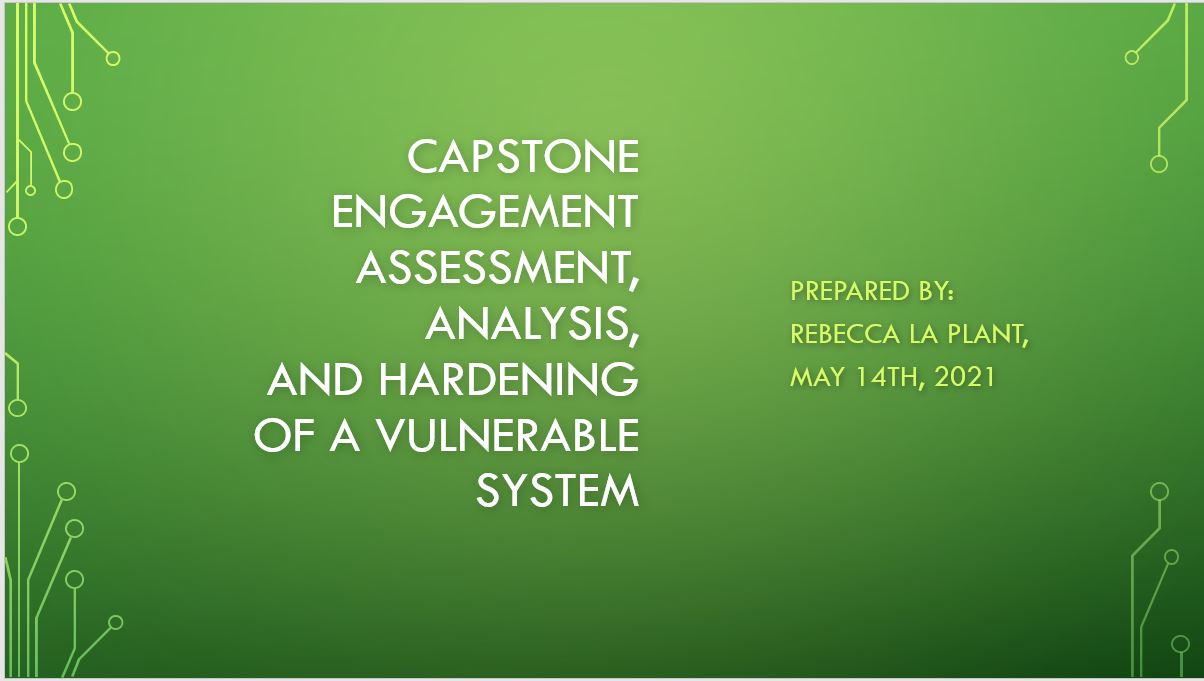 CAPSTONE
ENGAGEMENT
ASSESSMENT,
ANALYSIS,
AND HARDENING
OF A VULNERABLE
SYSTEM
PREPARED BY:
REBECCA LA PLANT,
MAY 14TH, 2021